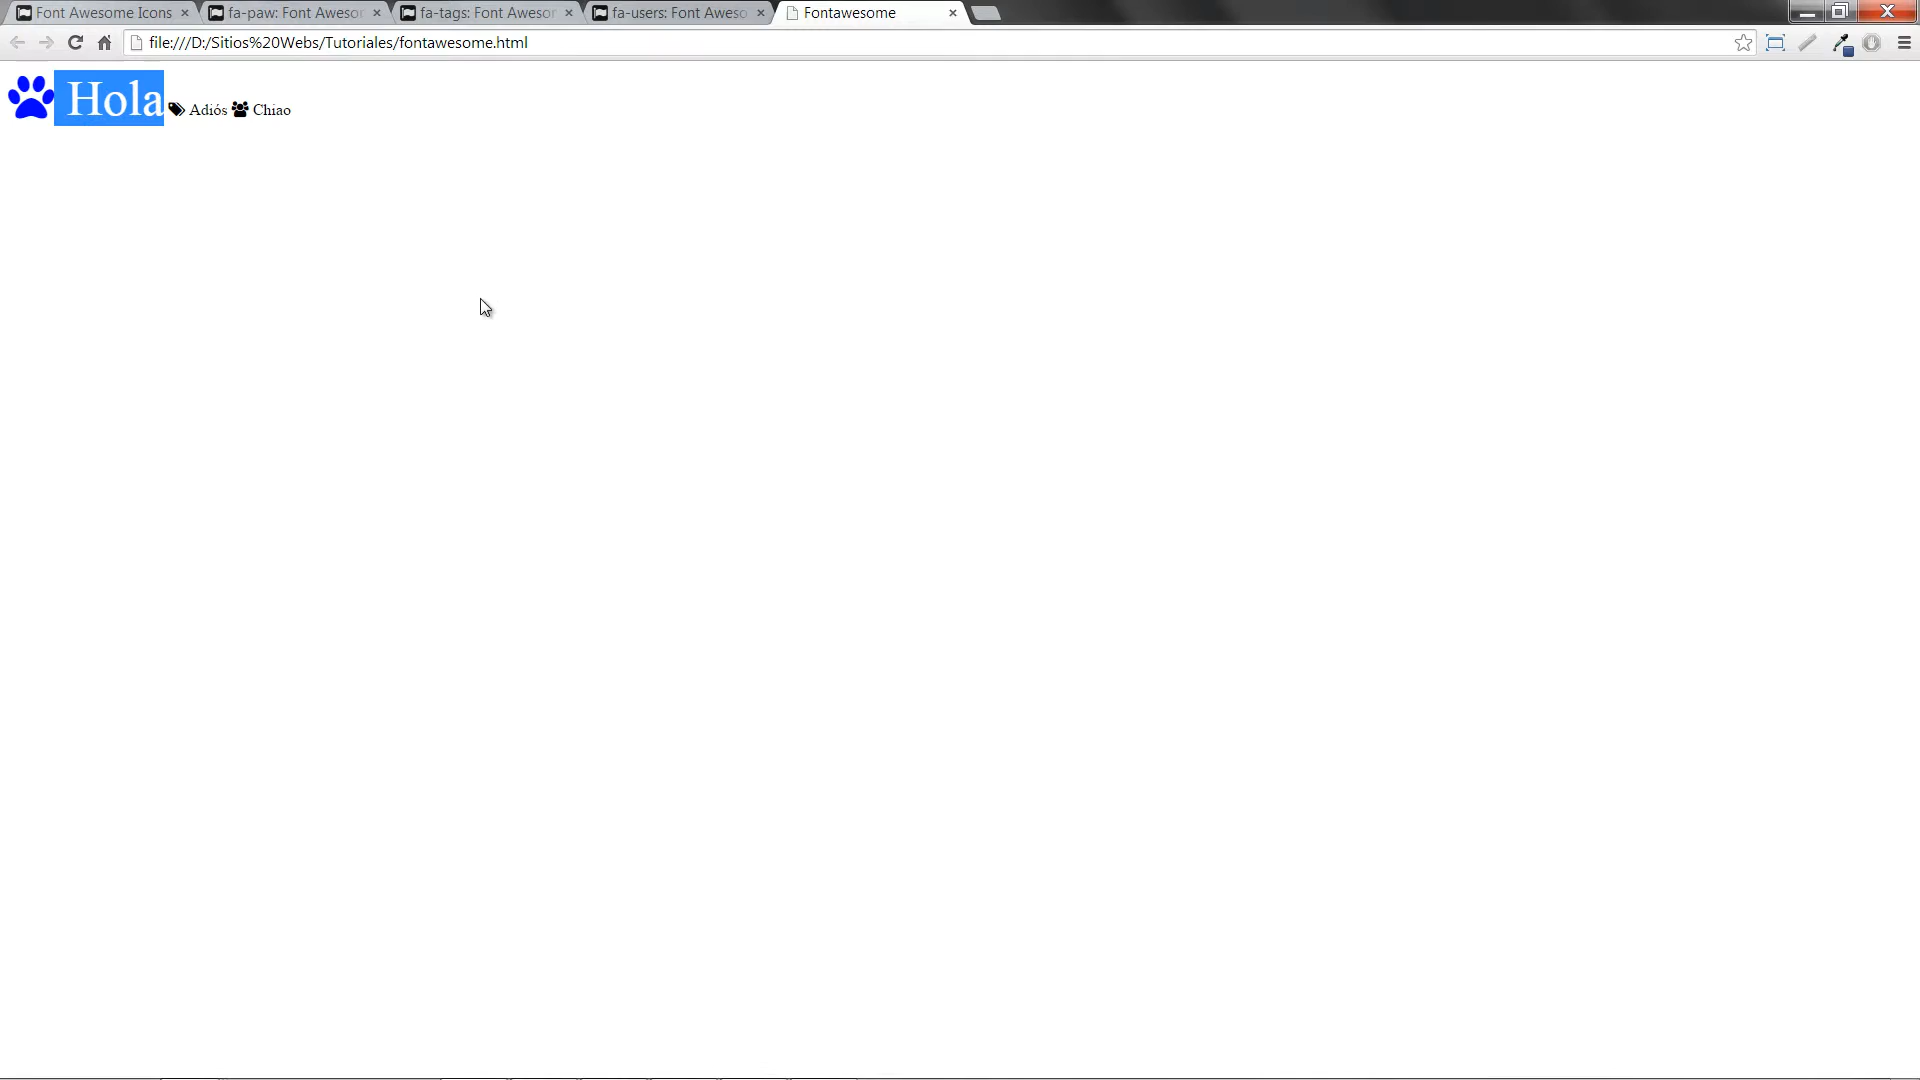 Font Awesome Icons
fa-paw: Font Aweso
fa-tags: Font Aweso
fa-users: Font Aweso
Fontawesome
file:///D:/Sitios%20Webs/Tutoriales/fontawesome.html
Hola Adiós Chiao